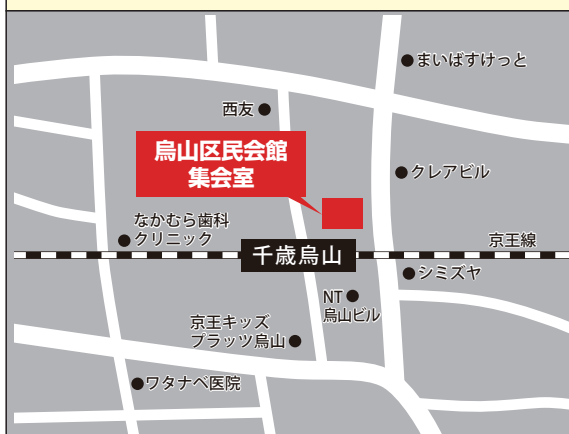 まいばすけっと
西友
烏山区民会館
集会室
クレアビル
なかむら歯科
クリニック
京王線
千歳烏山
シミズヤ
NT
烏山ビル
京王キッズ
プラッツ烏山
ワタナベ医院